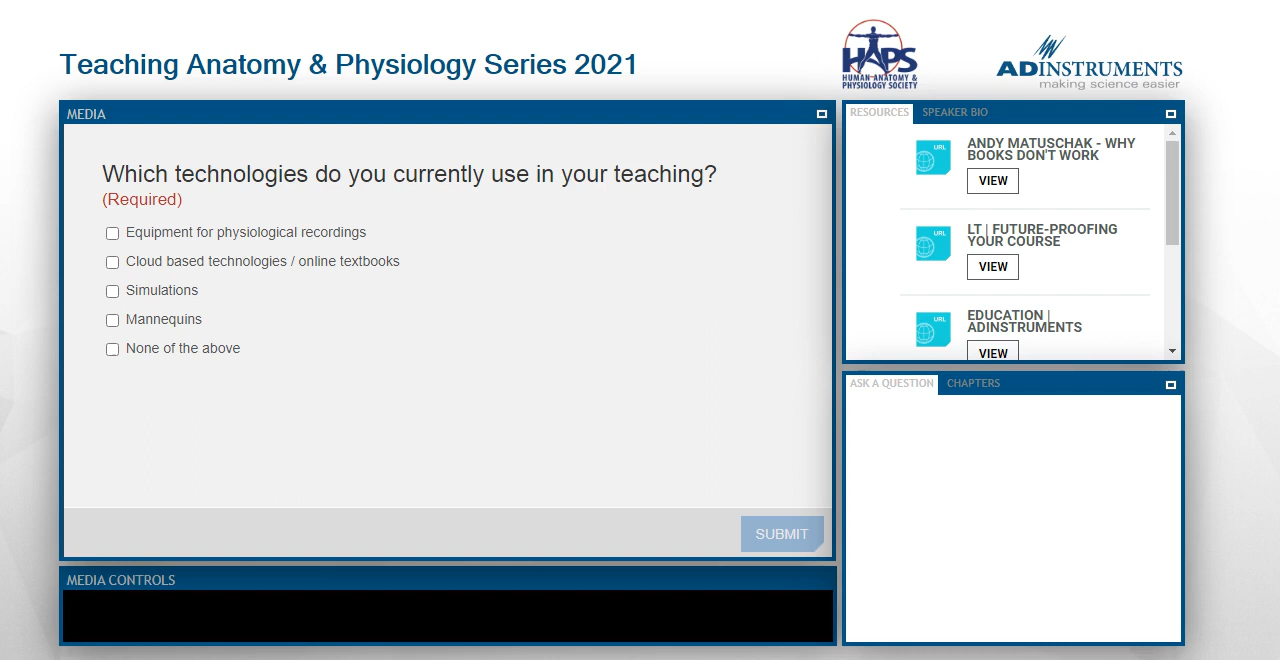 Teaching Anatomy & Physiology Series 2021
HAPS
HUMAN ANATOMY &
PHYSIOLOGY SOCIETY
ADINSTRUMENTS
making science easier
MEDIA
Which technologies do you currently use in your teaching?
(Required)
Equipment for physiological recordings
Cloud based technologies / online textbooks
Simulations
Mannequins
None of the above
SUBMIT
MEDIA CONTROLS
RESOURCES SPEAKER BIO
URL
ANDY MATUSCHAK - WHY
BOOKS DON'T WORK
VIEW
URL
LT | FUTURE-PROOFING
YOUR COURSE
VIEW
URL
EDUCATION |
ADINSTRUMENTS
VIEW
ASK A QUESTION CHAPTERS